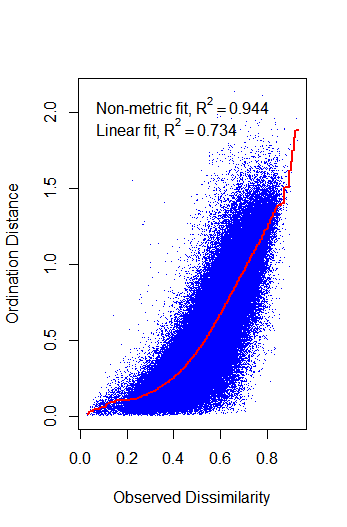 Non-metric fit, R² = 0.944
Linear fit, R² = 0.734
2.0
1.5
1.0
0.5
0.0
Ordination Distance
0.0 0.2 0.4 0.6 0.8
Observed Dissimilarity